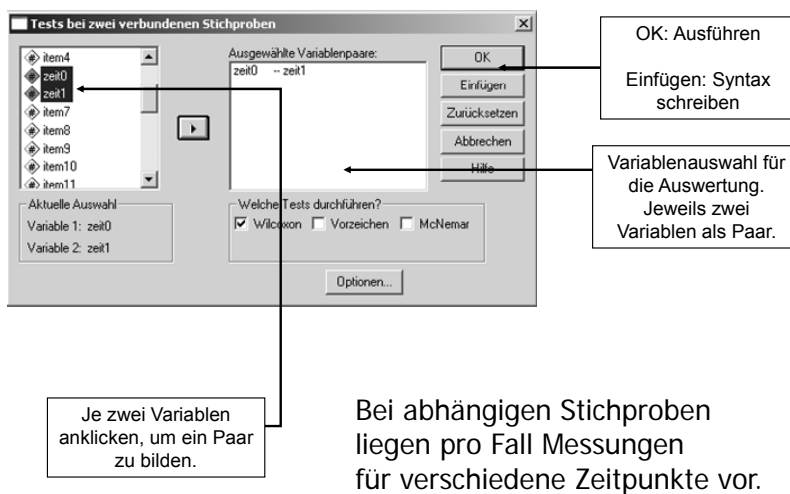 Tests bei zwei verbundenen Stichproben
item4
zeit0
zeit1
item7
item8
item9
item10
item11
Aktuelle Auswahl
Variable 1: zeit0
Variable 2: zeit1
Ausgewählte Variablenpaare:
zeit0 -- zeit1
Welche Tests durchführen?
Wilcoxon Vorzeichen McNemar
Optionen...
OK
Einfügen
Zurücksetzen
Abbrechen
Hilfe
OK: Ausführen
Einfügen: Syntax
schreiben
Variablenauswahl für
die Auswertung.
Jeweils zwei
Variablen als Paar.
Je zwei Variablen
anklicken, um ein Paar
zu bilden.
Bei abhängigen Stichproben
liegen pro Fall Messungen
für verschiedene Zeitpunkte vor.